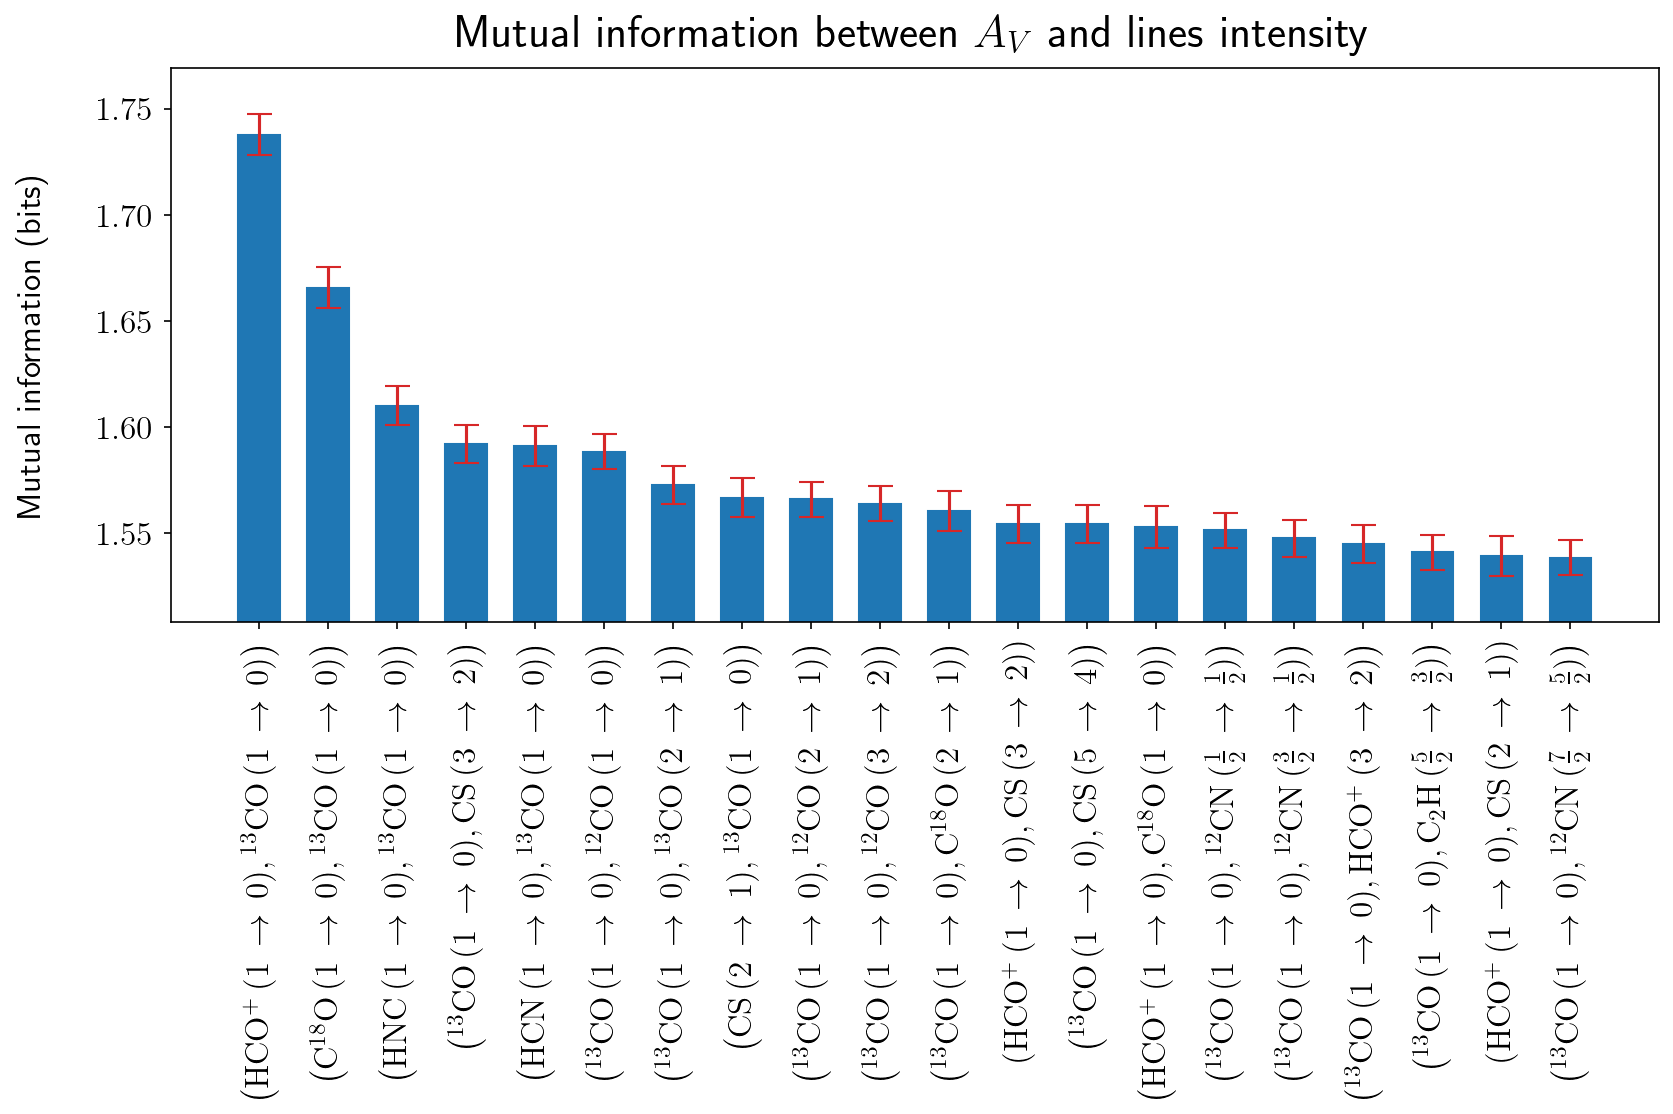 Mutual information between A_V and lines intensity
Mutual information (bits)
1.75
1.70
1.65
1.60
1.55
(HCO⁺ (1 → 0), ¹³CO (1 → 0))
(C¹⁸O (1 → 0), ¹³CO (1 → 0))
(HNC (1 → 0), ¹³CO (1 → 0))
(¹³CO (1 → 0), CS (3 → 2))
(HCN (1 → 0), ¹³CO (1 → 0))
(¹³CO (1 → 0), ¹²CO (1 → 0))
(¹³CO (1 → 0), ¹³CO (2 → 1))
(CS (2 → 1), ¹³CO (1 → 0))
(¹³CO (1 → 0), ¹²CO (2 → 1))
(¹³CO (1 → 0), ¹²CO (3 → 2))
(¹³CO (1 → 0), C¹⁸O (2 → 1))
(HCO⁺ (1 → 0), CS (3 → 2))
(¹³CO (1 → 0), CS (5 → 4))
(HCO⁺ (1 → 0), C¹⁸O (1 → 0))
(¹³CO (1 → 0), ¹²CN (1/2 → 1/2))
(¹³CO (1 → 0), ¹²CN (3/2 → 1/2))
(¹³CO (1 → 0), HCO⁺ (3 → 2))
(¹³CO (1 → 0), C₂H (5/2 → 3/2))
(HCO⁺ (1 → 0), CS (2 → 1))
(¹³CO (1 → 0), ¹²CN (7/2 → 5/2))